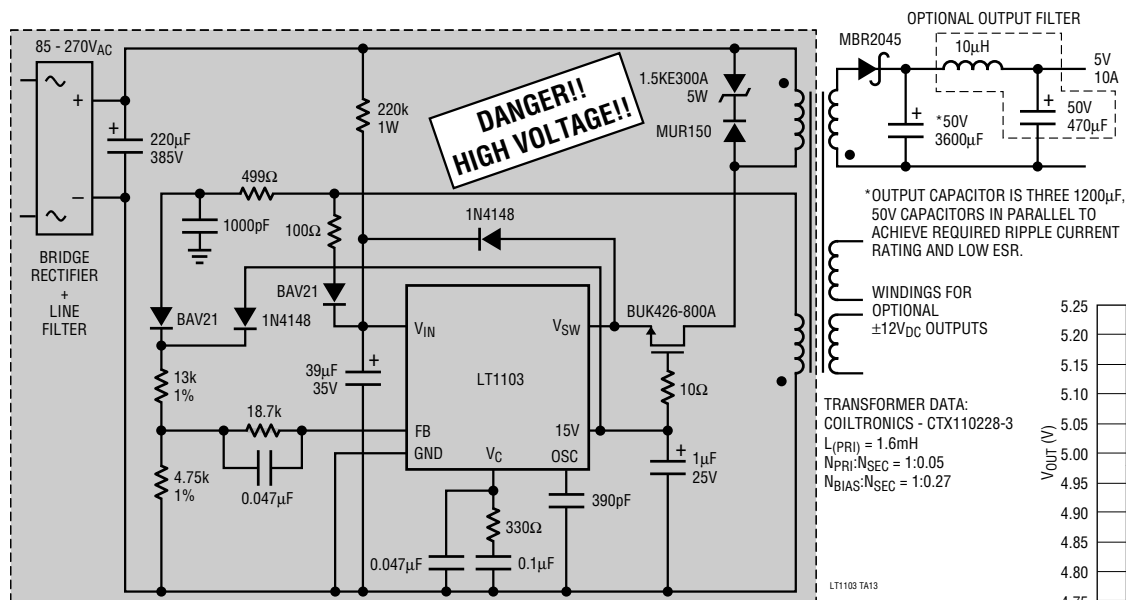 OPTIONAL OUTPUT FILTER
85 - 270VAC
MBR2045
10µH
5V
10A
1.5KE300A
5W
MUR150
220k
1W
DANGER!!
HIGH VOLTAGE!!
+
220µF
385V
+
*50V
3600µF
+
50V
470µF
+
–
499Ω
1000pF
100Ω
1N4148
*OUTPUT CAPACITOR IS THREE 1200µF,
50V CAPACITORS IN PARALLEL TO
ACHIEVE REQUIRED RIPPLE CURRENT
RATING AND LOW ESR.
BRIDGE
RECTIFIER
+
LINE
FILTER
BAV21
1N4148
BAV21
BUK426-800A
WINDINGS FOR
OPTIONAL
±12VDC OUTPUTS
VIN
VSW
LT1103
39µF
35V
+
10Ω
13k
1%
18.7k
FB
GND
VC
15V
OSC
+
1µF
25V
4.75k
1%
0.047µF
390pF
330Ω
0.047µF
0.1µF
TRANSFORMER DATA:
COILTRONICS - CTX110228-3
L(PRI) = 1.6mH
NPRI:NSEC = 1:0.05
NBIAS:NSEC = 1:0.27
LT1103 TA13
VOUT (V)
5.25
5.20
5.15
5.10
5.05
5.00
4.95
4.90
4.85
4.80
4.75